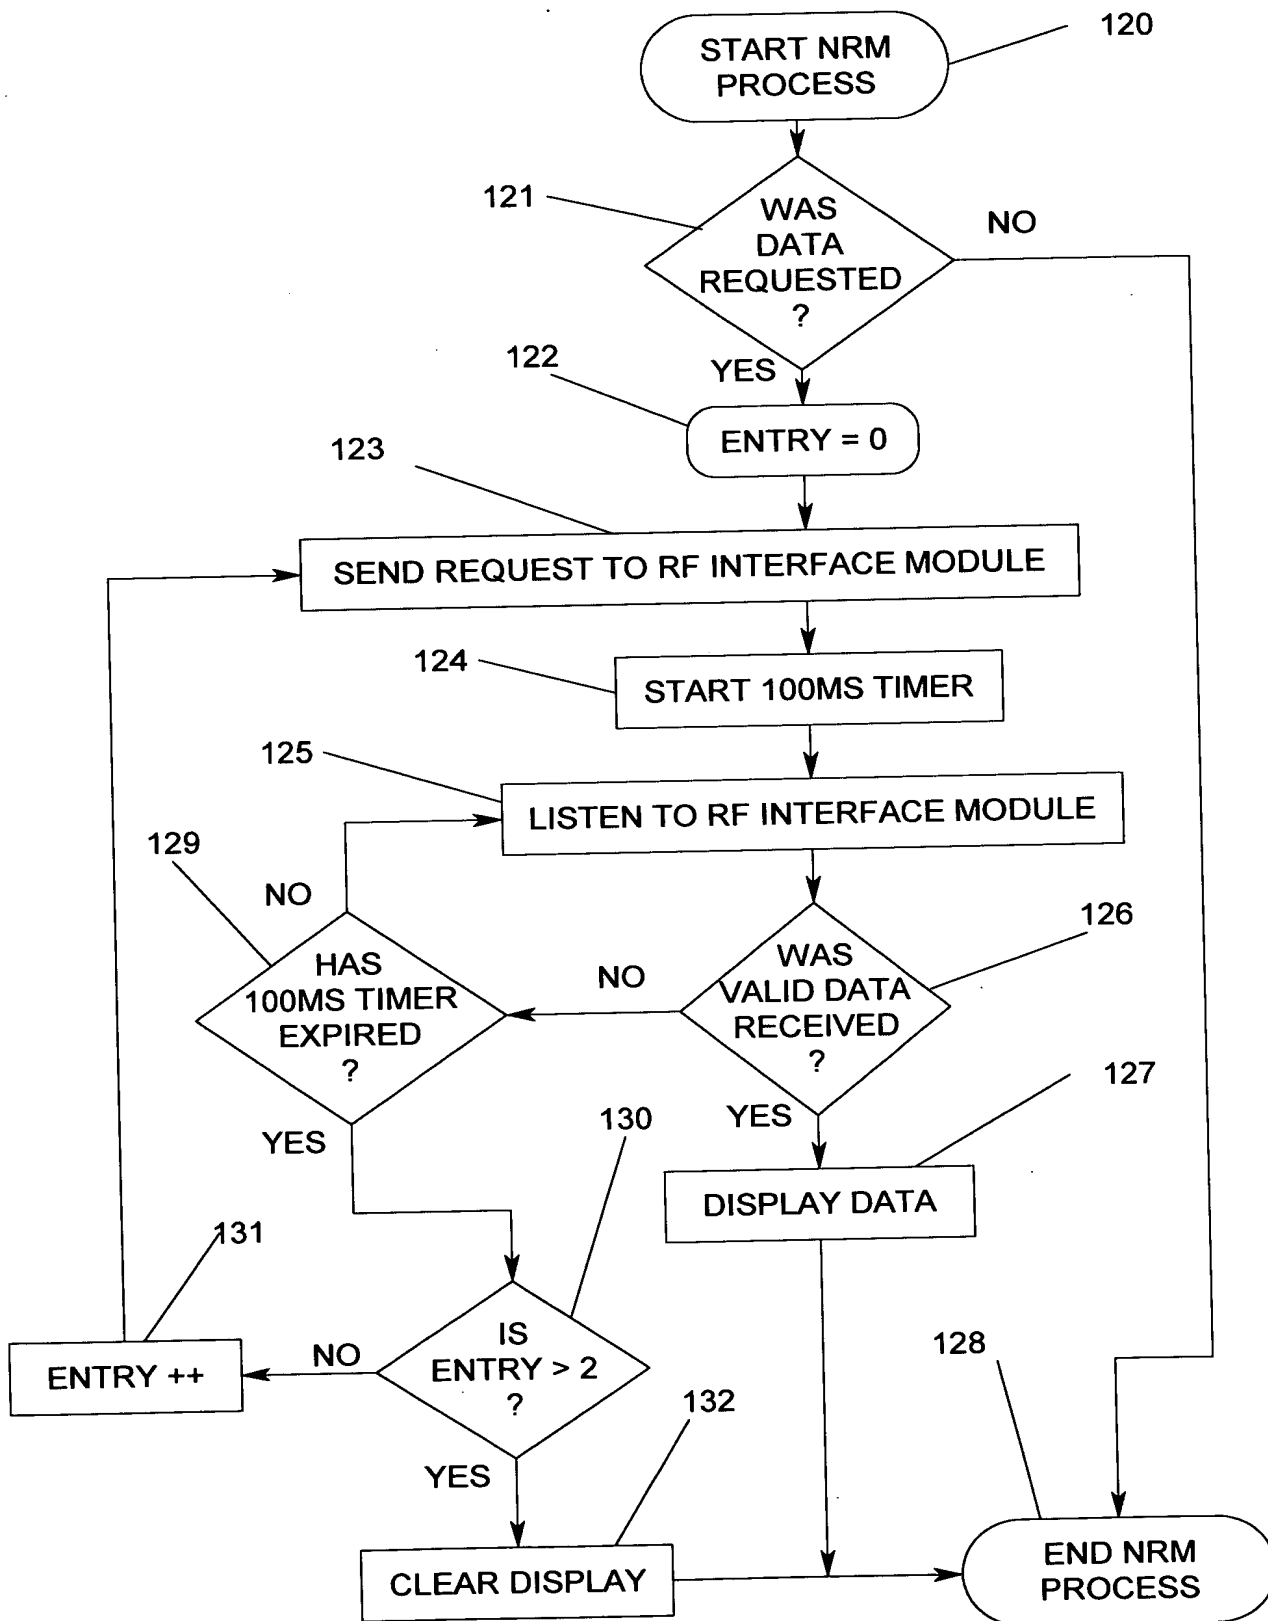 START NRM
PROCESS
120
121
WAS
DATA
REQUESTED
?
NO
YES
122
ENTRY = 0
123
SEND REQUEST TO RF INTERFACE MODULE
124
START 100MS TIMER
125
LISTEN TO RF INTERFACE MODULE
129
NO
HAS
100MS TIMER
EXPIRED
?
NO
WAS
VALID DATA
RECEIVED
?
126
YES
YES
127
130
DISPLAY DATA
131
ENTRY ++
NO
IS
ENTRY > 2
?
128
132
YES
CLEAR DISPLAY
END NRM
PROCESS